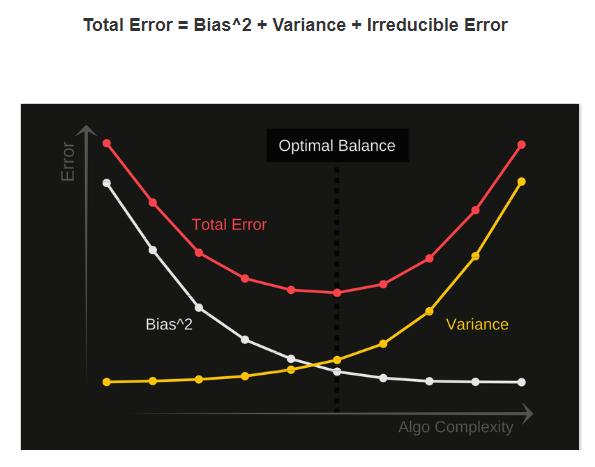 Total Error = Bias^2 + Variance + Irreducible Error
Optimal Balance
Error
Total Error
Bias^2
Variance
Algo Complexity